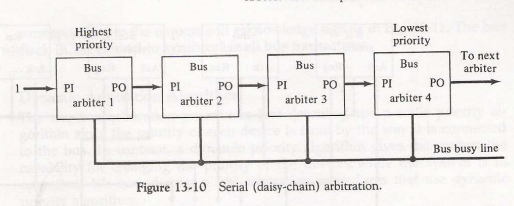 Highest
priority
Lowest
priority
Bus
PI PO
arbiter 1
Bus
PI PO
arbiter 2
Bus
PI PO
arbiter 3
Bus
PI PO
arbiter 4
1
To next
arbiter
Bus busy line
Figure 13-10 Serial (daisy-chain) arbitration.